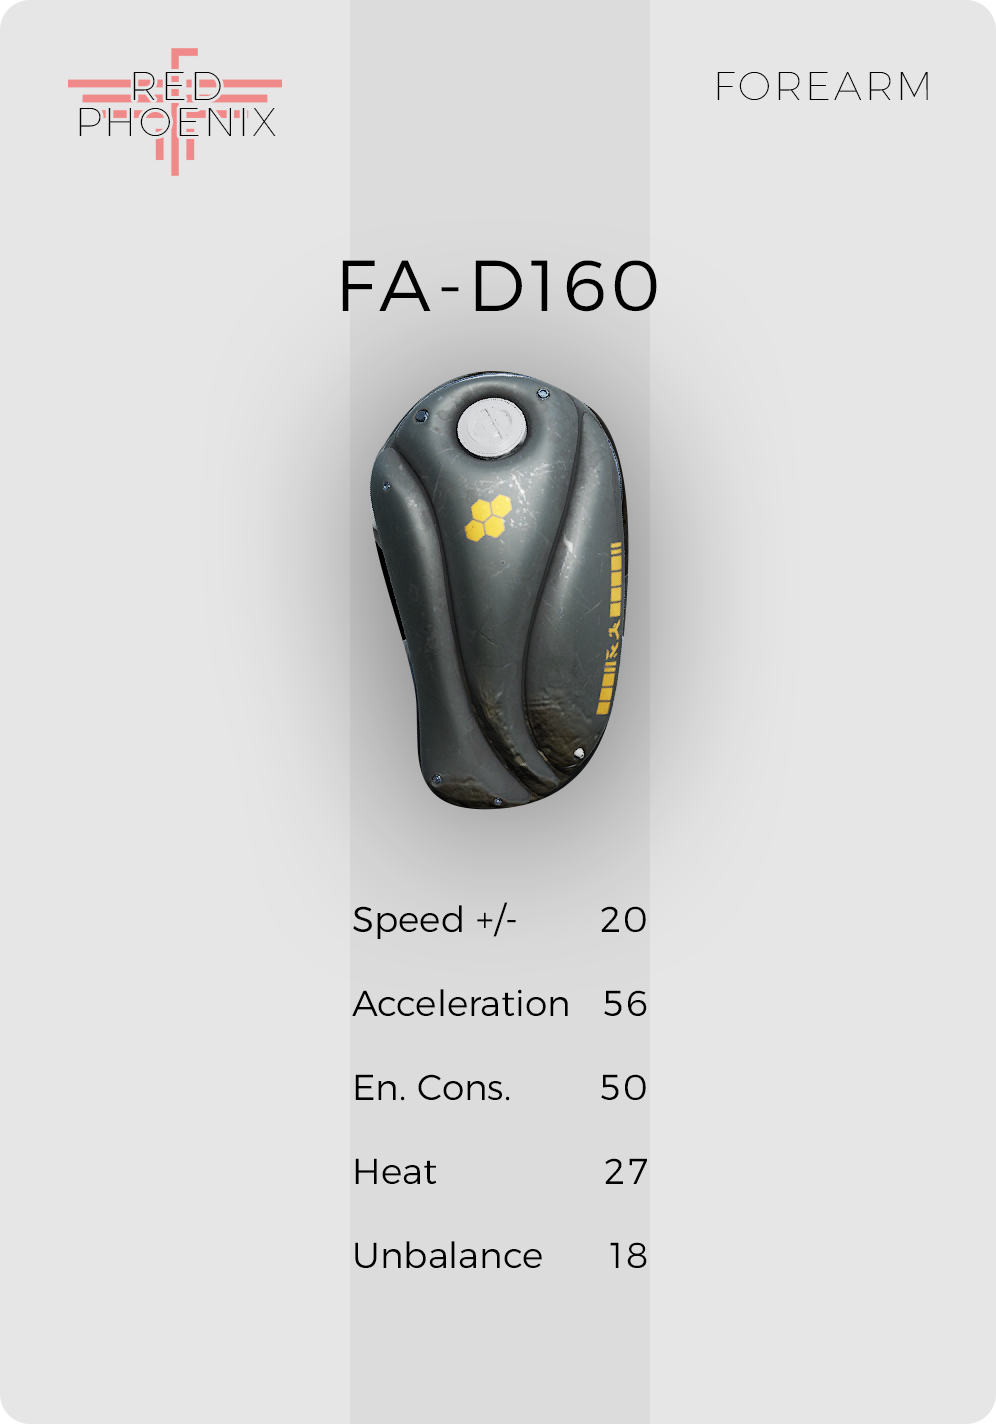 RED
PHOENIX
FOREARM
FA-D160
Speed +/- 20
Acceleration 56
En. Cons. 50
Heat 27
Unbalance 18